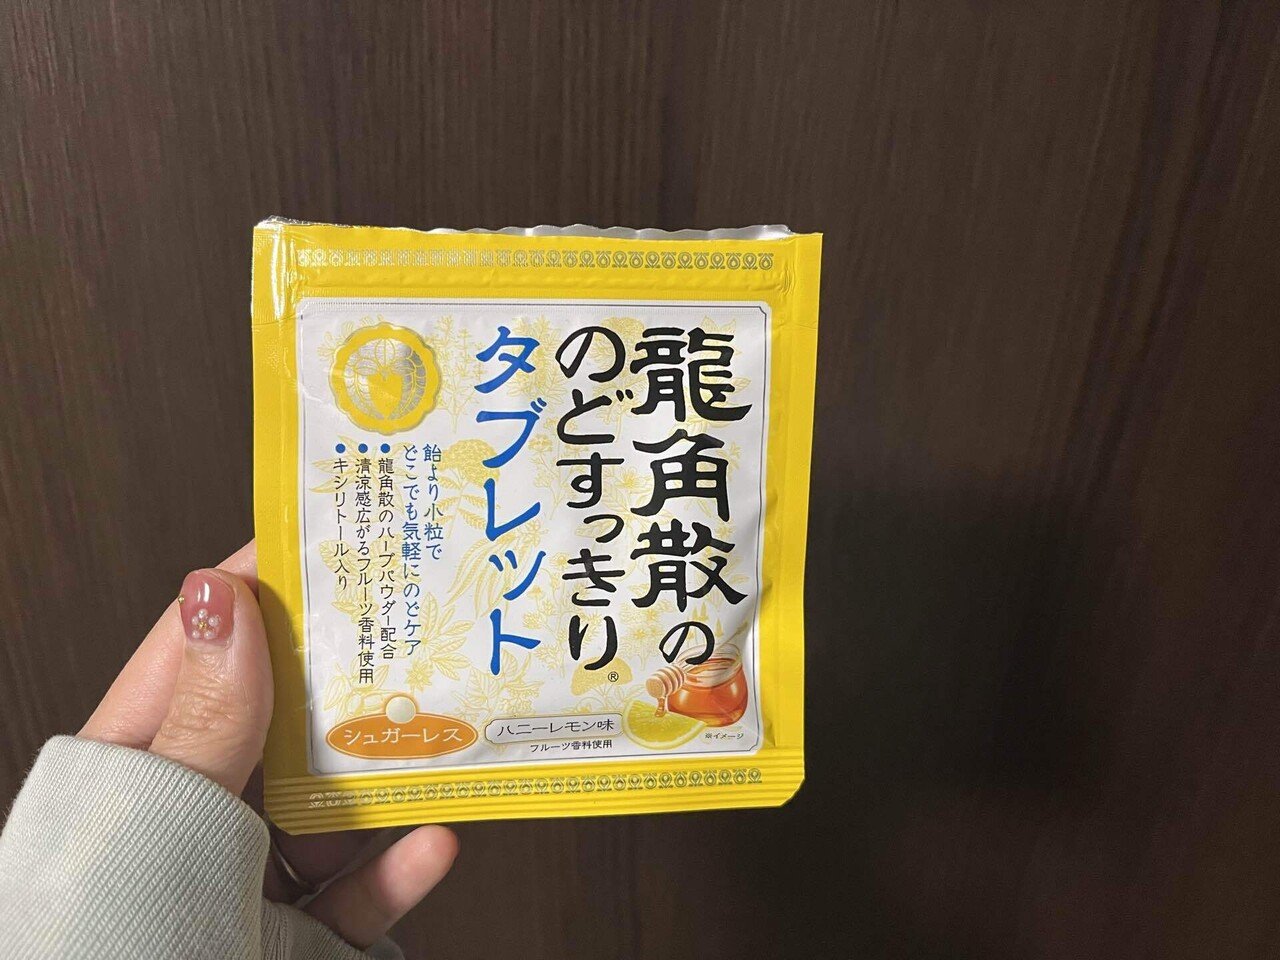 龍角散の
のどすっきり®
タブレット
飴より小粒で
どこでも気軽にのどケア
●龍角散のハーブパウダー配合
●清涼感広がるフルーツ香料使用
●キシリトール入り
シュガーレス
ハニーレモン味
フルーツ香料使用
※イメージ